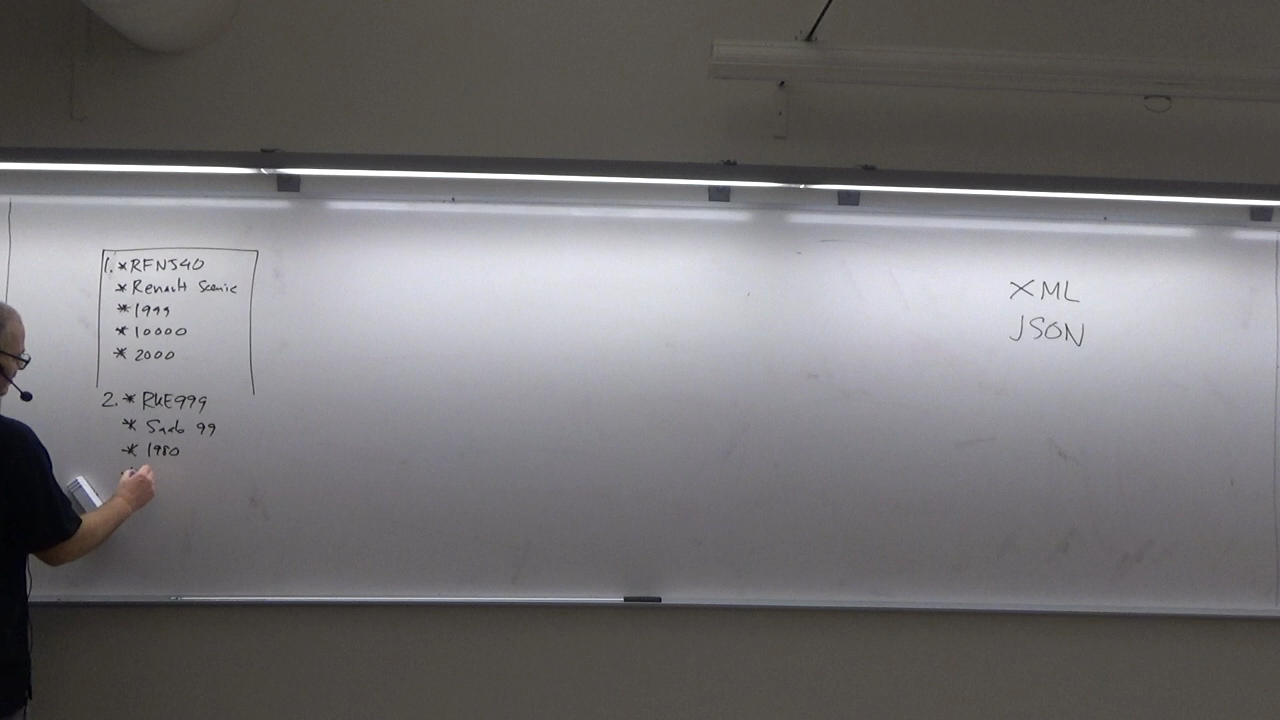 1. * RFN540
* Renault Scenic
* 1999
* 10000
* 2000
2. * RKE999
* Saab 99
* 1980
XML
JSON